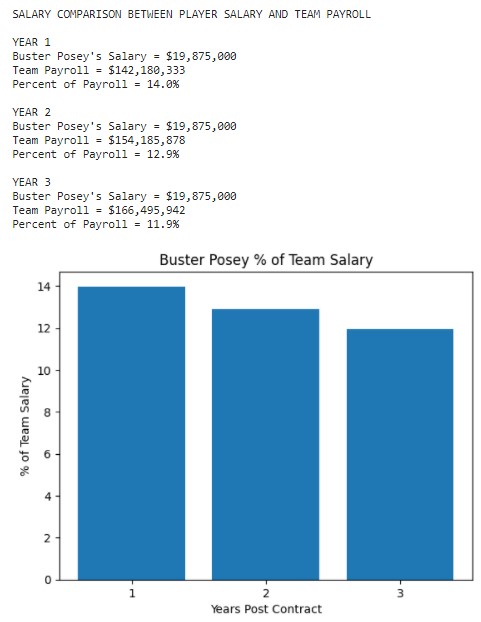 SALARY COMPARISON BETWEEN PLAYER SALARY AND TEAM PAYROLL
YEAR 1
Buster Posey's Salary = $19,875,000
Team Payroll = $142,180,333
Percent of Payroll = 14.0%
YEAR 2
Buster Posey's Salary = $19,875,000
Team Payroll = $154,185,878
Percent of Payroll = 12.9%
YEAR 3
Buster Posey's Salary = $19,875,000
Team Payroll = $166,495,942
Percent of Payroll = 11.9%
Buster Posey % of Team Salary
14
12
10
8
6
4
2
0
% of Team Salary
1 2 3
Years Post Contract